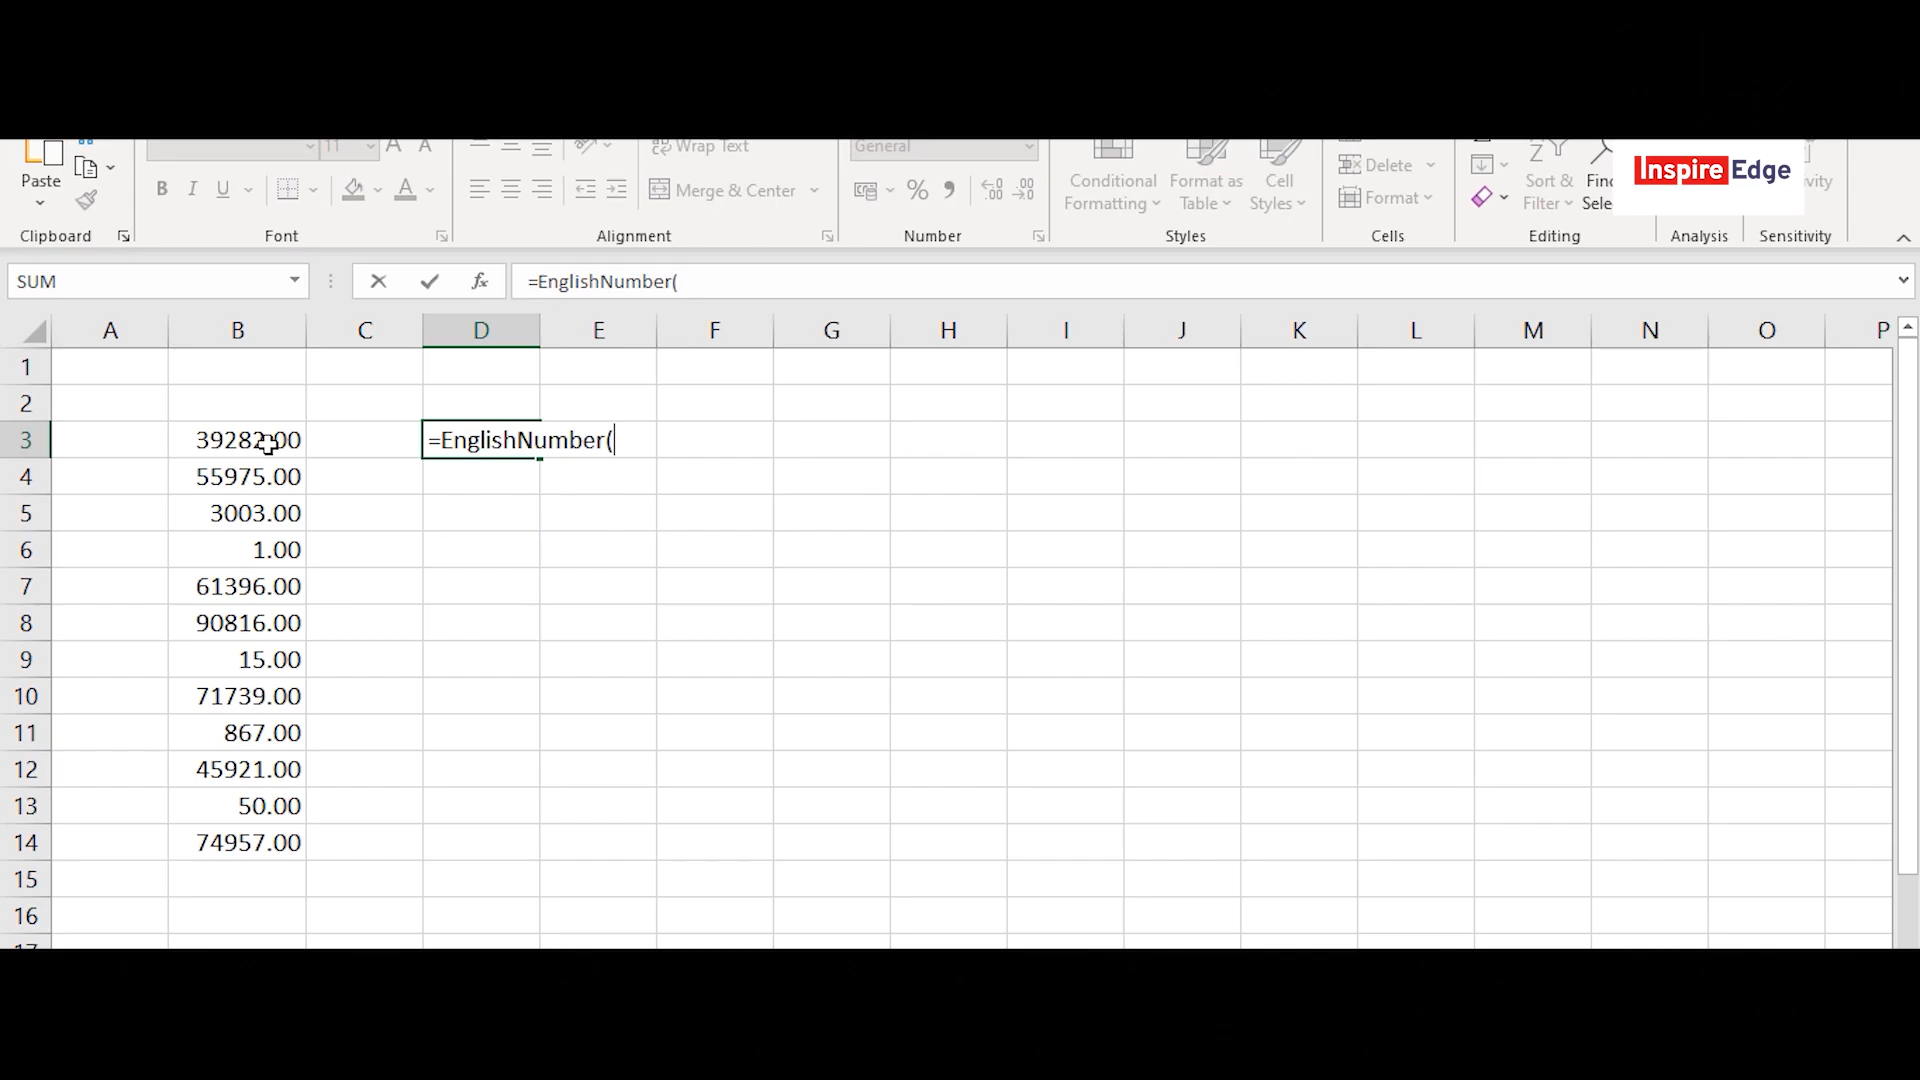 11 A A Wrap Text General Delete Sort & Find Inspire Edge
Paste B I U A Merge & Center % Conditional Format as Cell Format Filter Sele
Formatting Table Styles
Clipboard Font Alignment Number Styles Cells Editing Analysis Sensitivity
SUM fx =EnglishNumber(
A B C D E F G H I J K L M N O P
1
2
3 39282.00 =EnglishNumber(
4 55975.00
5 3003.00
6 1.00
7 61396.00
8 90816.00
9 15.00
10 71739.00
11 867.00
12 45921.00
13 50.00
14 74957.00
15
16